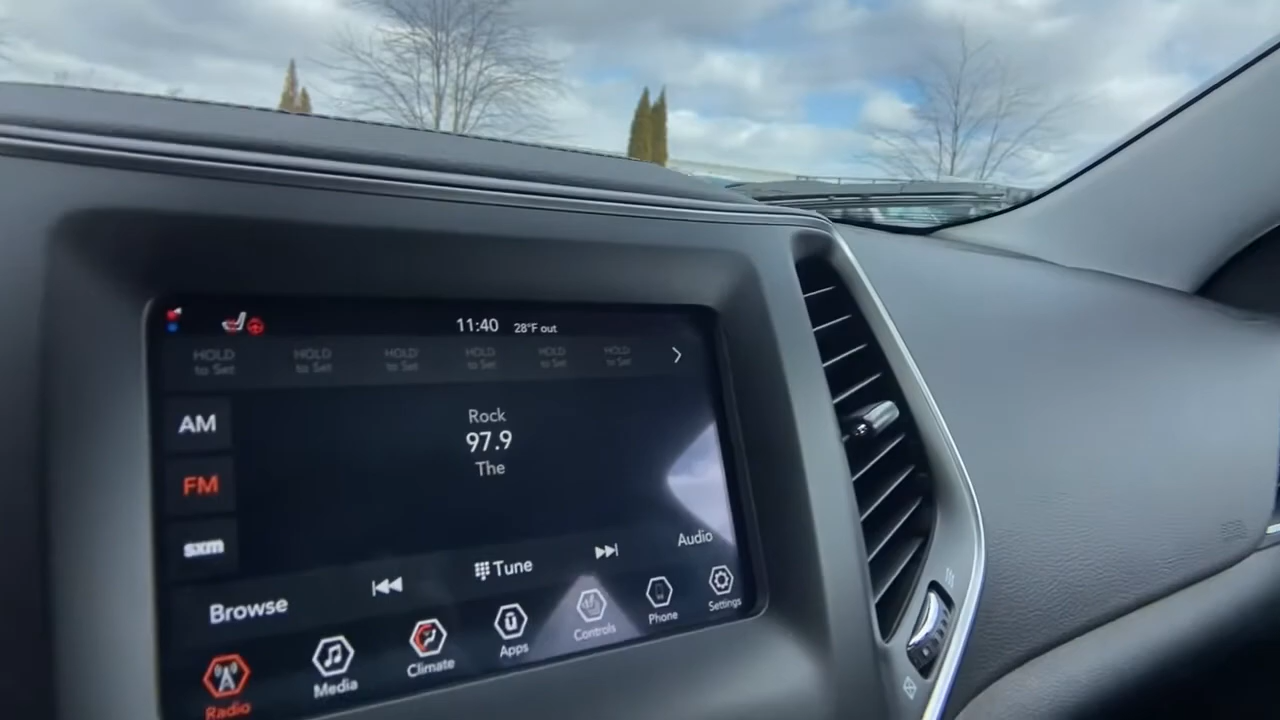 11:40 28°F out
HOLD to Set HOLD to Set HOLD to Set HOLD to Set HOLD to Set HOLD to Set
AM
Rock
97.9
FM
The
sxm
Browse Tune Audio
Radio Media Climate Apps Controls Phone Settings